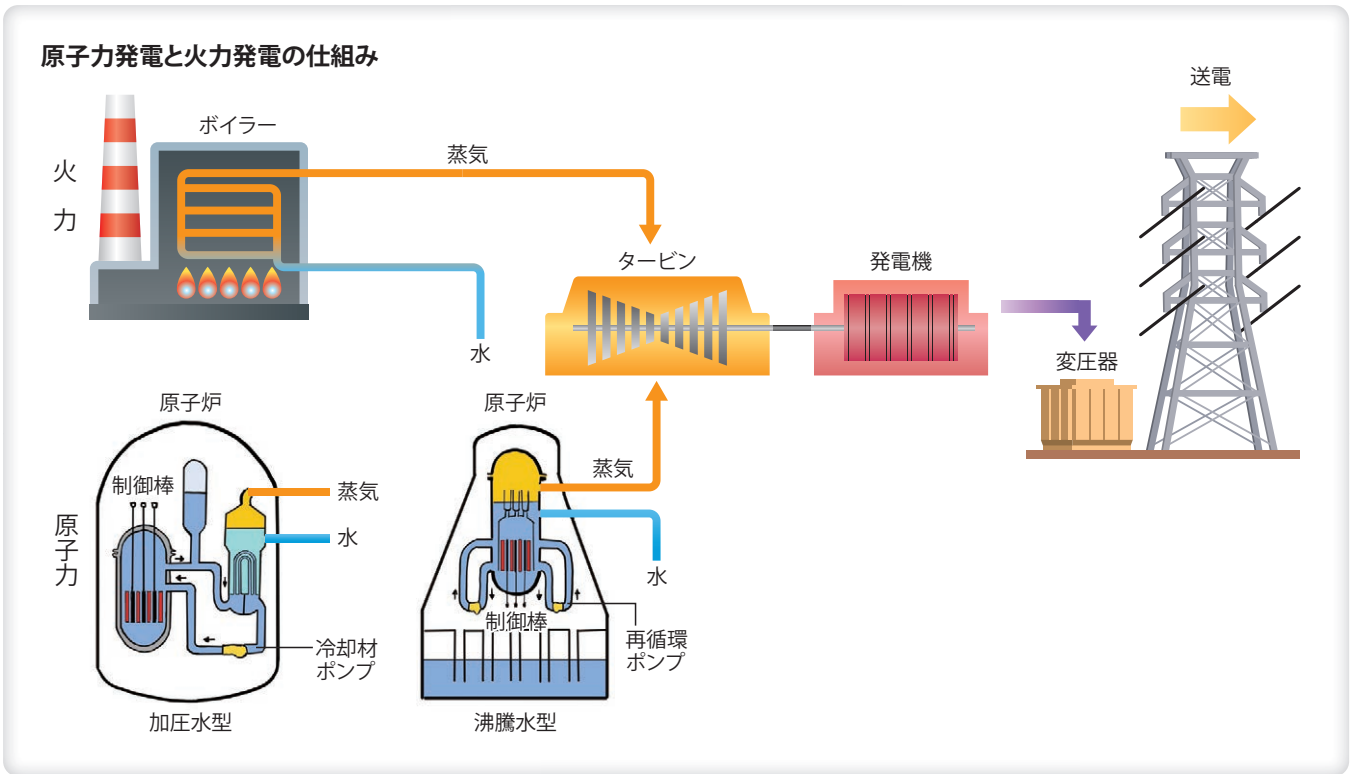 原子力発電と火力発電の仕組み
送電
ボイラー
蒸気
火
力
タービン
発電機
水
変圧器
原子炉
原子炉
制御棒
蒸気
蒸気
水
原
子
力
水
制御棒
再循環
ポンプ
冷却材
ポンプ
加圧水型
沸騰水型